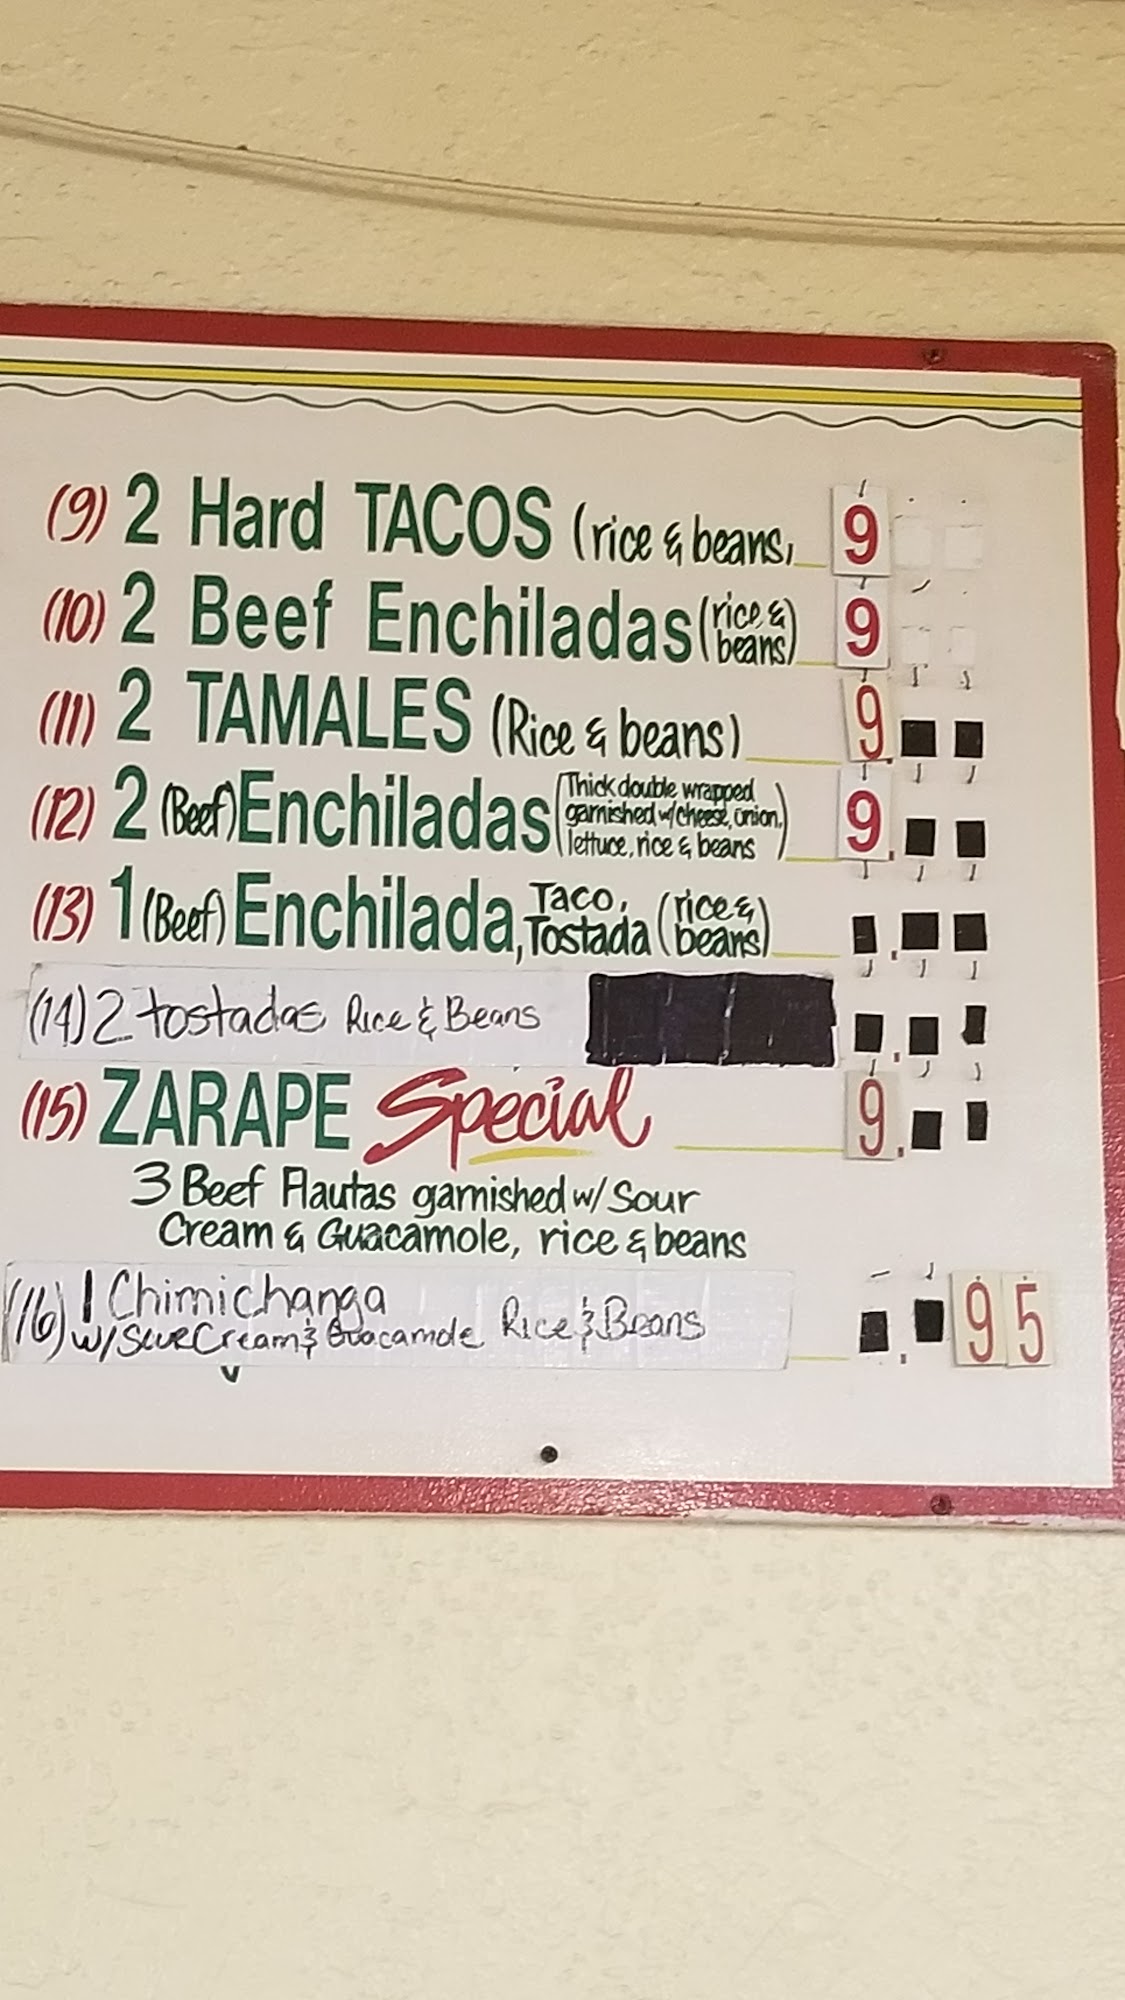 (9) 2 Hard TACOS (rice & beans, 9
(10) 2 Beef Enchiladas (rice & beans) 9
(11) 2 TAMALES (Rice & beans) 9.
(12) 2 (Beef) Enchiladas (Thick double wrapped
garnished w/cheese, onion,
lettuce, rice & beans) 9.
(13) 1 (Beef) Enchilada, Taco, Tostada (rice & beans) .
(14) 2 tostadas Rice & Beans .
(15) ZARAPE Special 9.
3 Beef Flautas garnished w/ Sour
Cream & Guacamole, rice & beans
(16) 1 Chimichanga
w/ Sour Cream & Guacamole Rice & Beans . 95